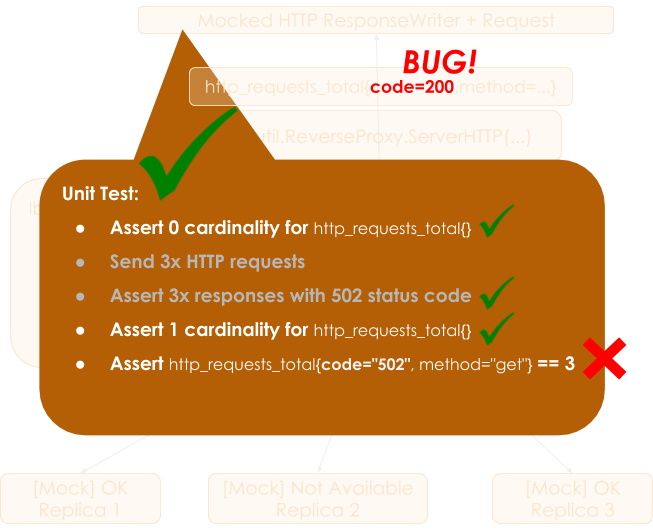 Mocked HTTP ResponseWriter + Request
BUG!
http_requests_total{
code=200
method=...}
util.ReverseProxy.ServerHTTP(...)
Unit Test:
● Assert 0 cardinality for http_requests_total{}
● Send 3x HTTP requests
● Assert 3x responses with 502 status code
● Assert 1 cardinality for http_requests_total{}
● Assert http_requests_total{code="502", method="get"} == 3
[Mock] OK
Replica 1
[Mock] Not Available
Replica 2
[Mock] OK
Replica 3